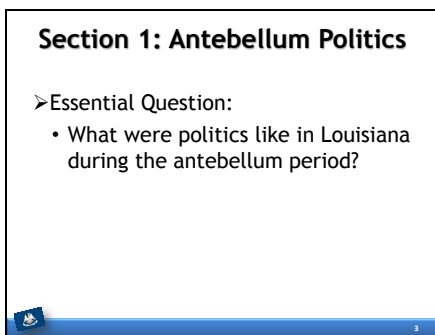 Section 1: Antebellum Politics
➢Essential Question:
• What were politics like in Louisiana
during the antebellum period?
3